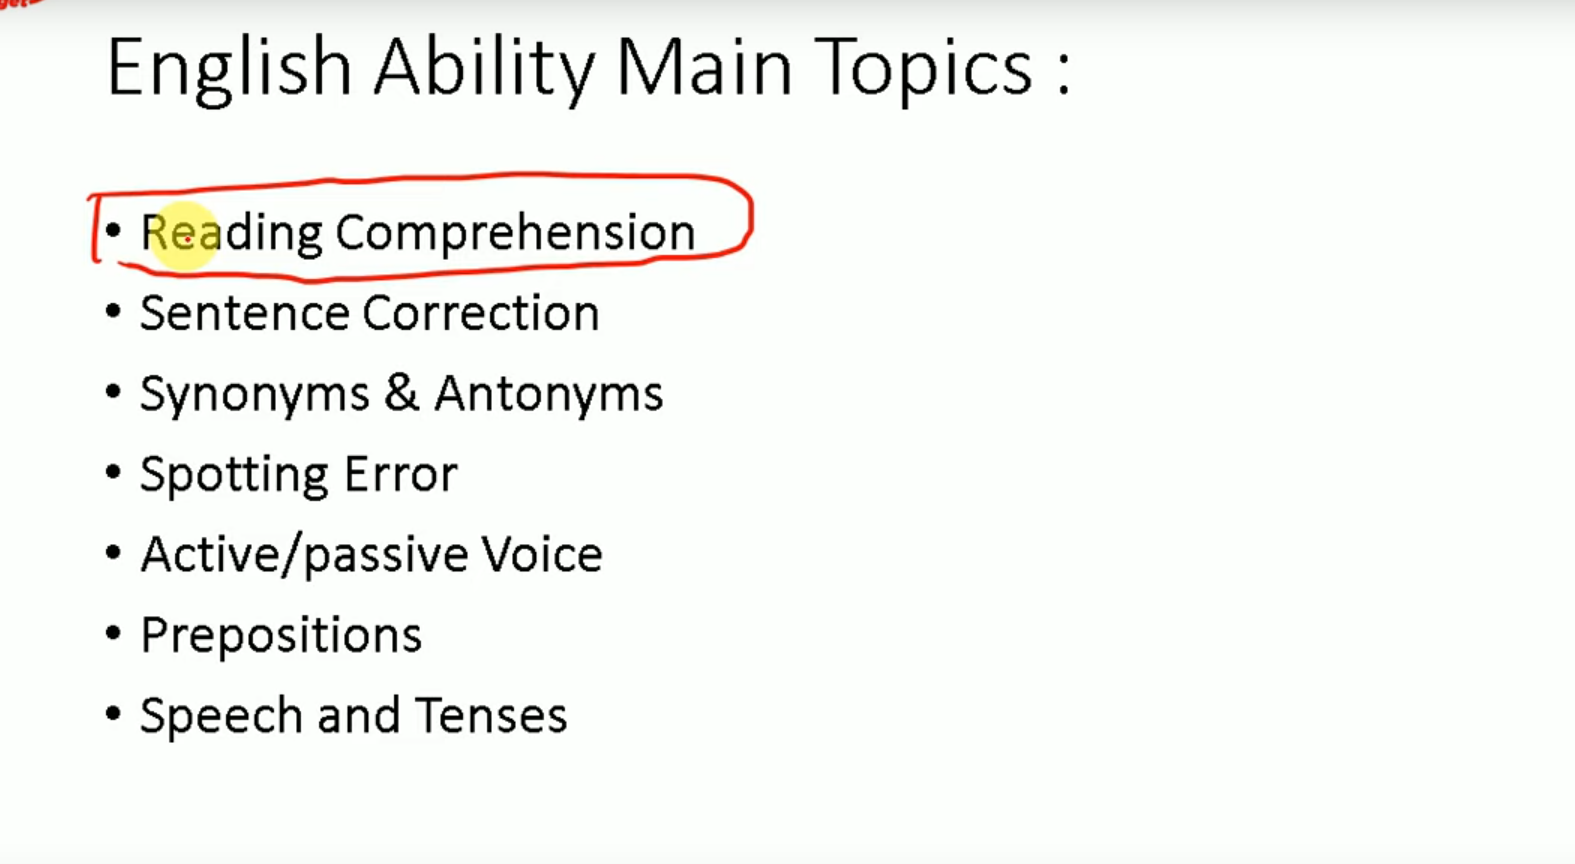 English Ability Main Topics :
• Reading Comprehension
• Sentence Correction
• Synonyms & Antonyms
• Spotting Error
• Active/passive Voice
• Prepositions
• Speech and Tenses